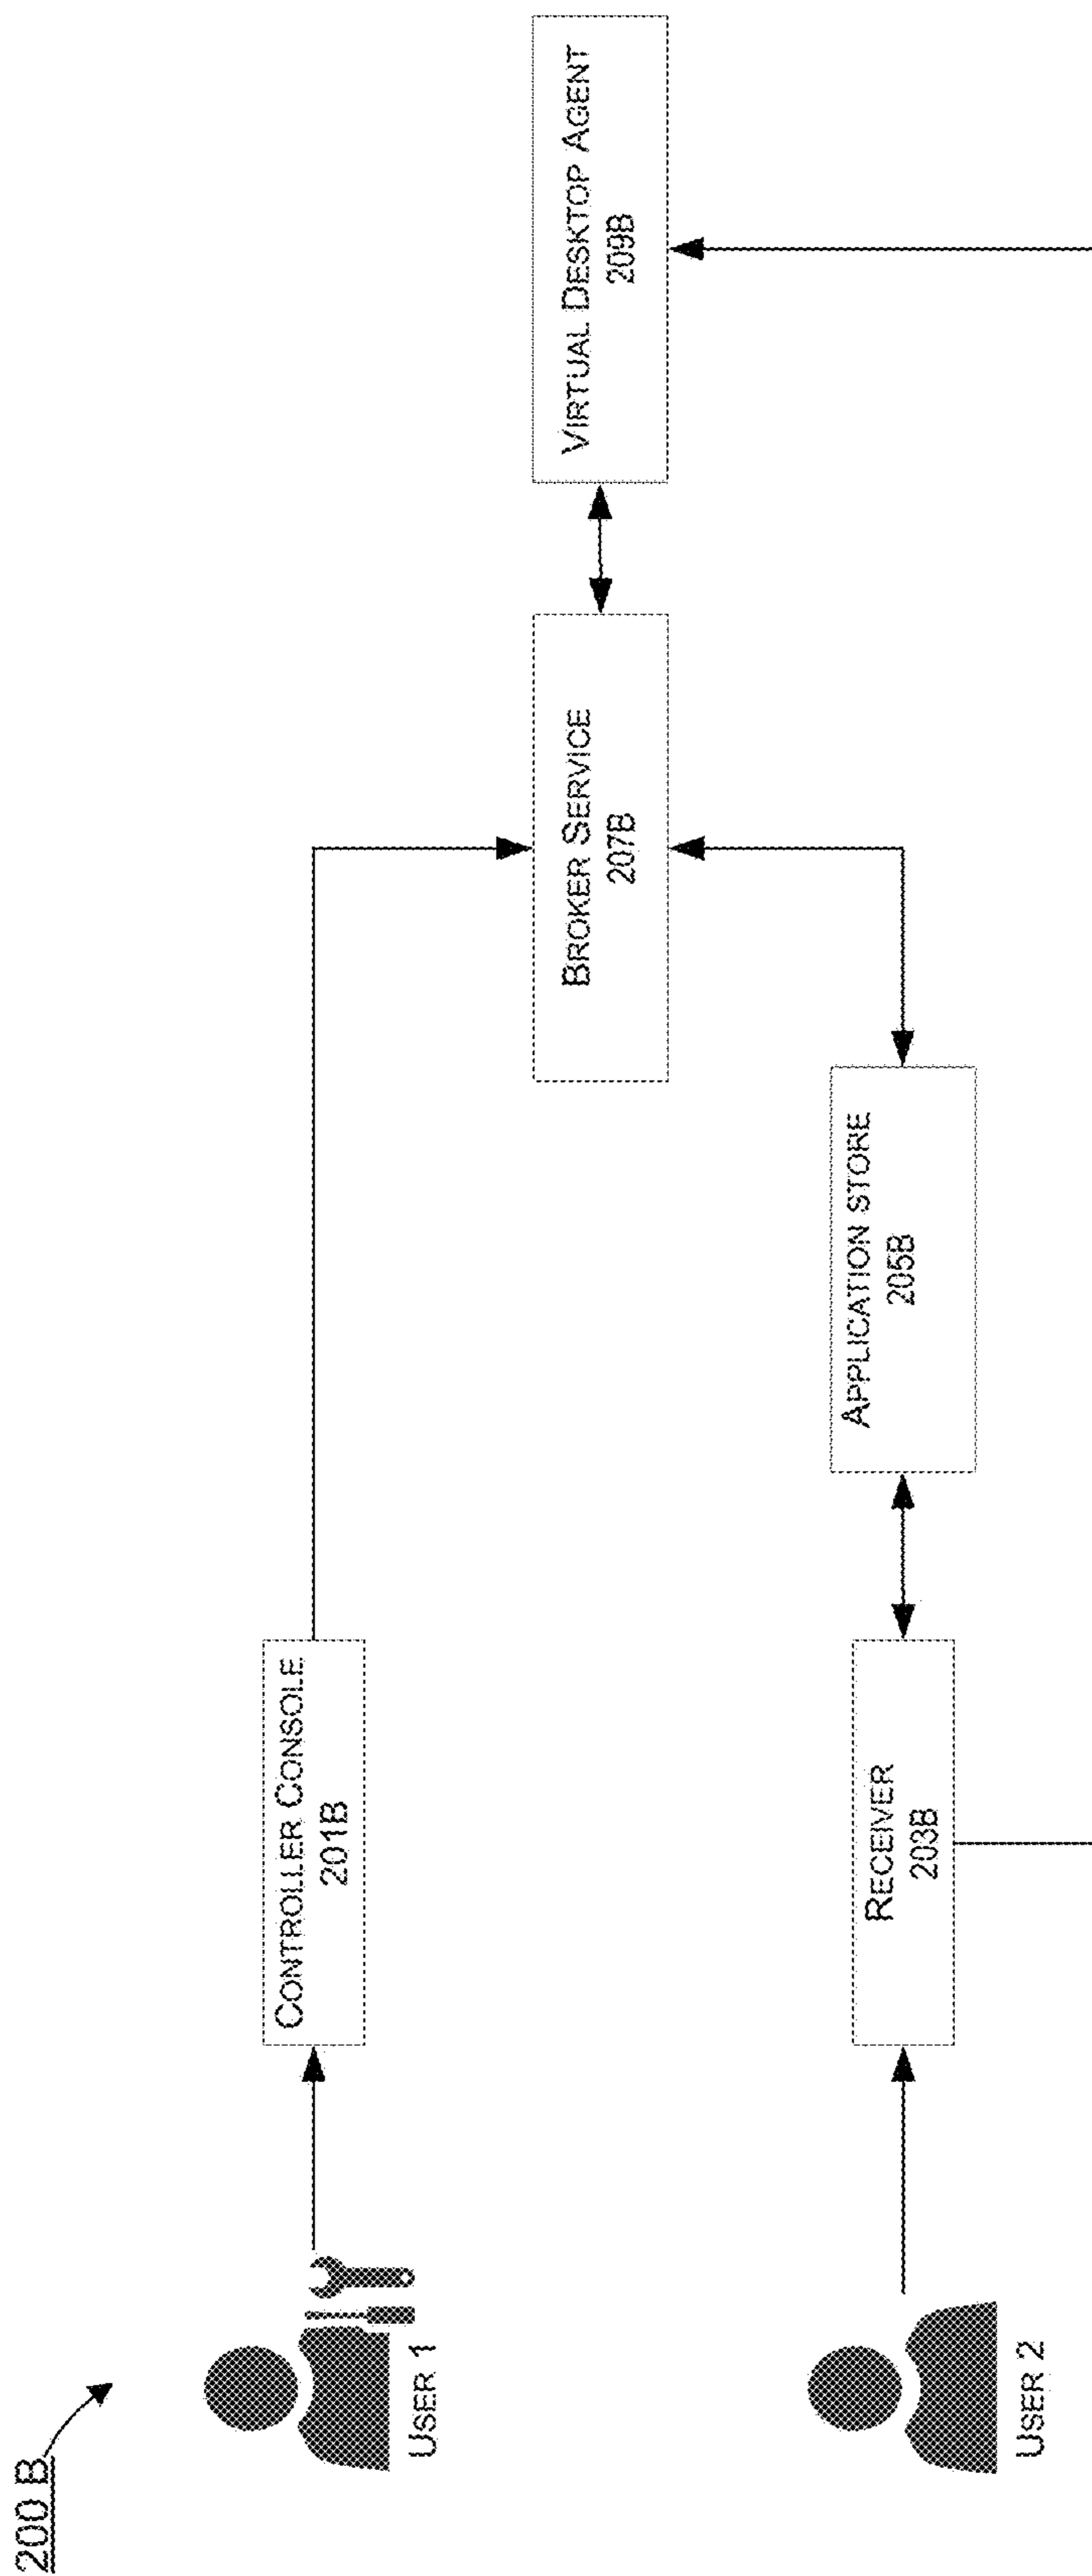 200 B
USER 1
CONTROLLER CONSOLE
201B
BROKER SERVICE
207B
VIRTUAL DESKTOP AGENT
209B
USER 2
RECEIVER
203B
APPLICATION STORE
205B